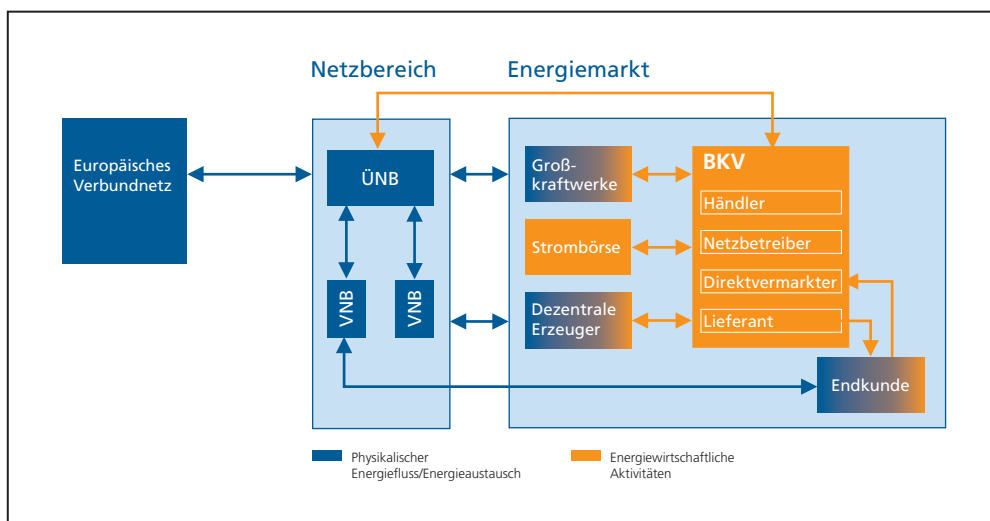 Netzbereich
Energiemarkt
Europäisches
Verbundnetz
ÜNB
VNB
VNB
Groß-
kraftwerke
Strombörse
Dezentrale
Erzeuger
BKV
Händler
Netzbetreiber
Direktvermarkter
Lieferant
Endkunde
Physikalischer
Energiefluss/Energieaustausch
Energiewirtschaftliche
Aktivitäten